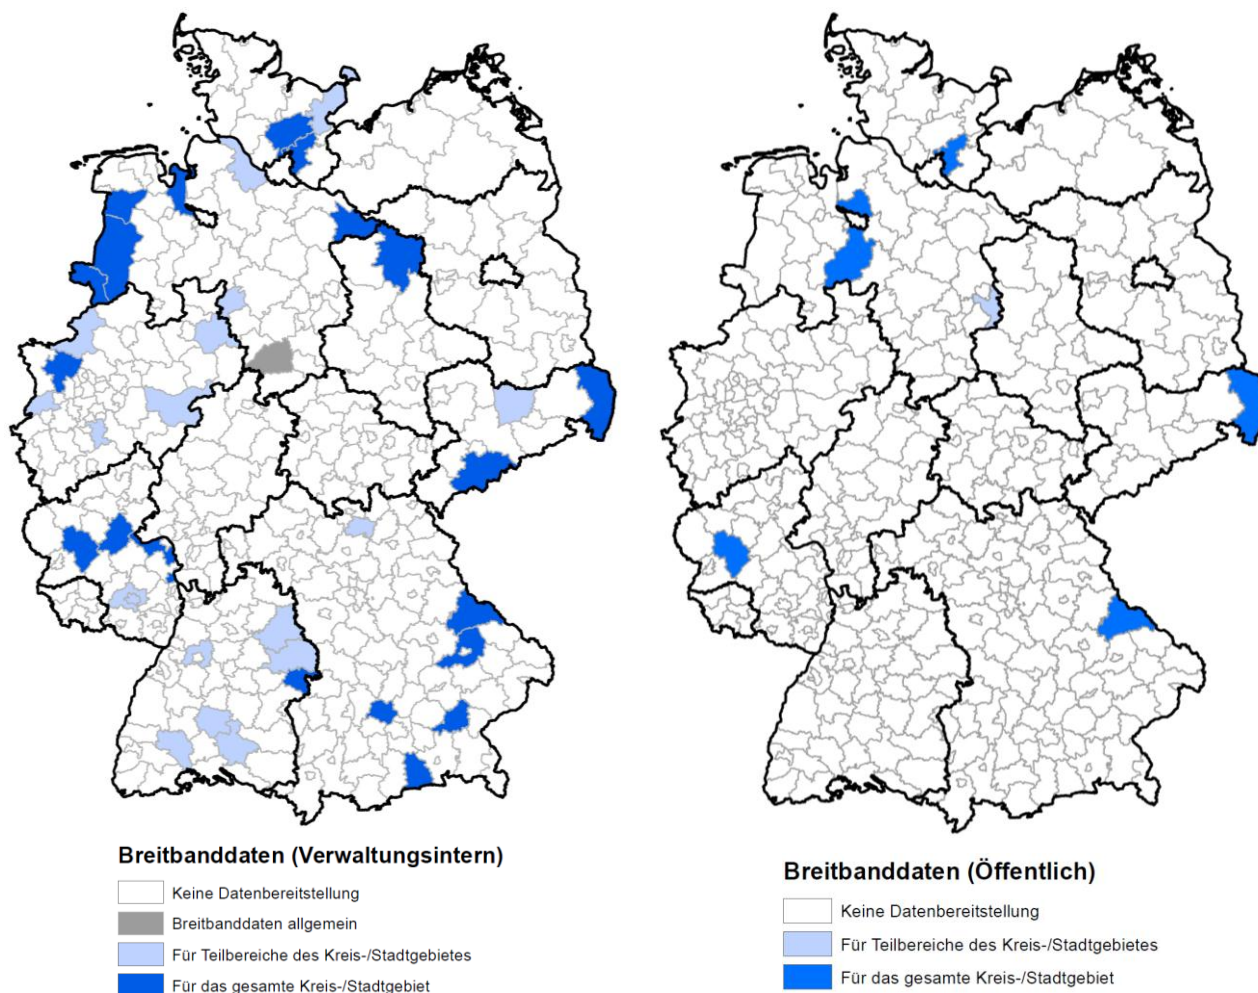 Breitbanddaten (Verwaltungsintern)
Keine Datenbereitstellung
Breitbanddaten allgemein
Für Teilbereiche des Kreis-/Stadtgebietes
Für das gesamte Kreis-/Stadtgebiet
Breitbanddaten (Öffentlich)
Keine Datenbereitstellung
Für Teilbereiche des Kreis-/Stadtgebietes
Für das gesamte Kreis-/Stadtgebiet